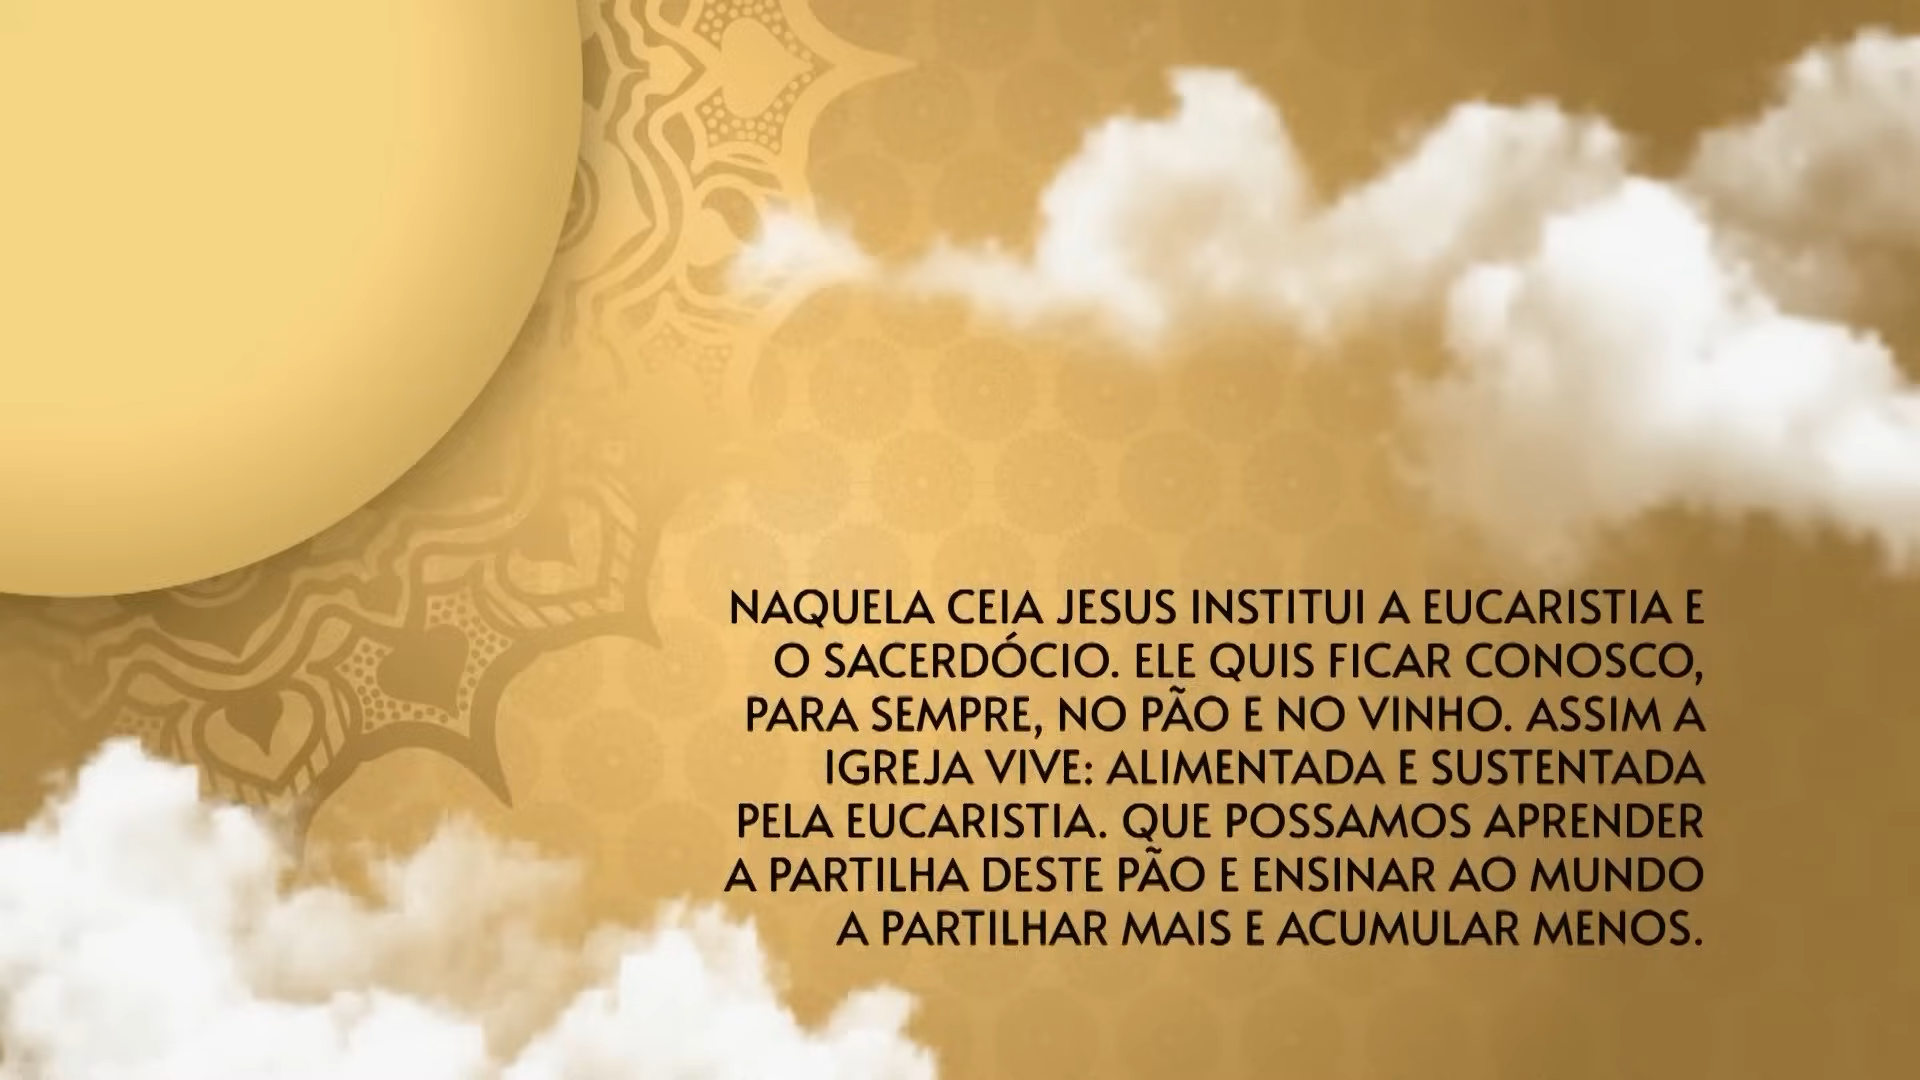 NAQUELA CEIA JESUS INSTITUI A EUCARISTIA E
O SACERDÓCIO. ELE QUIS FICAR CONOSCO,
PARA SEMPRE, NO PÃO E NO VINHO. ASSIM A
IGREJA VIVE: ALIMENTADA E SUSTENTADA
PELA EUCARISTIA. QUE POSSAMOS APRENDER
A PARTILHA DESTE PÃO E ENSINAR AO MUNDO
A PARTILHAR MAIS E ACUMULAR MENOS.